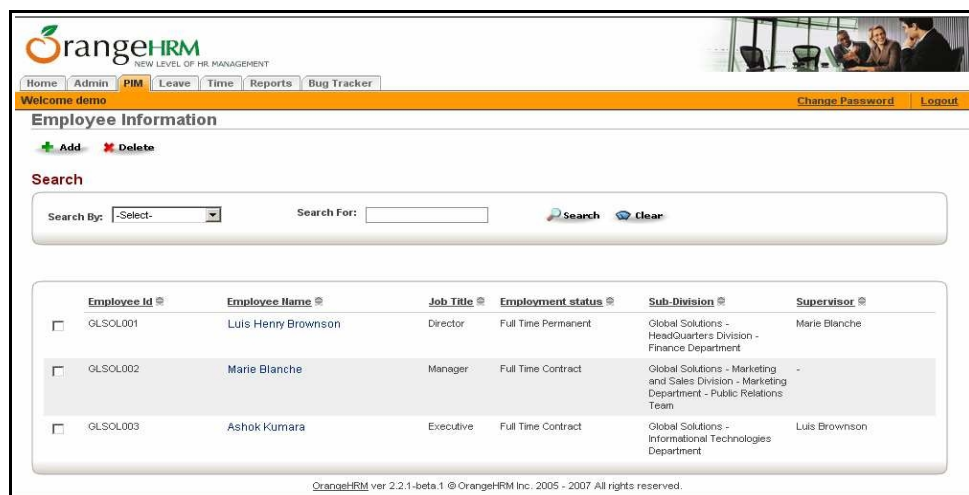 OrangeHRM
NEW LEVEL OF HR MANAGEMENT
Home Admin PIM Leave Time Reports Bug Tracker
Welcome demo Change Password Logout
Employee Information
Add Delete
Search
Search By: -Select- Search For: Search Clear
Employee Id Employee Name Job Title Employment status Sub-Division Supervisor
GLSOL001 Luis Henry Brownson Director Full Time Permanent Global Solutions - Marie Blanche
HeadQuarters Division -
Finance Department
GLSOL002 Marie Blanche Manager Full Time Contract Global Solutions - Marketing -
and Sales Division - Marketing
Department - Public Relations
Team
GLSOL003 Ashok Kumara Executive Full Time Contract Global Solutions - Luis Brownson
Informational Technologies
Department
OrangeHRM ver 2.2.1-beta.1 © OrangeHRM Inc. 2005 - 2007 All rights reserved.